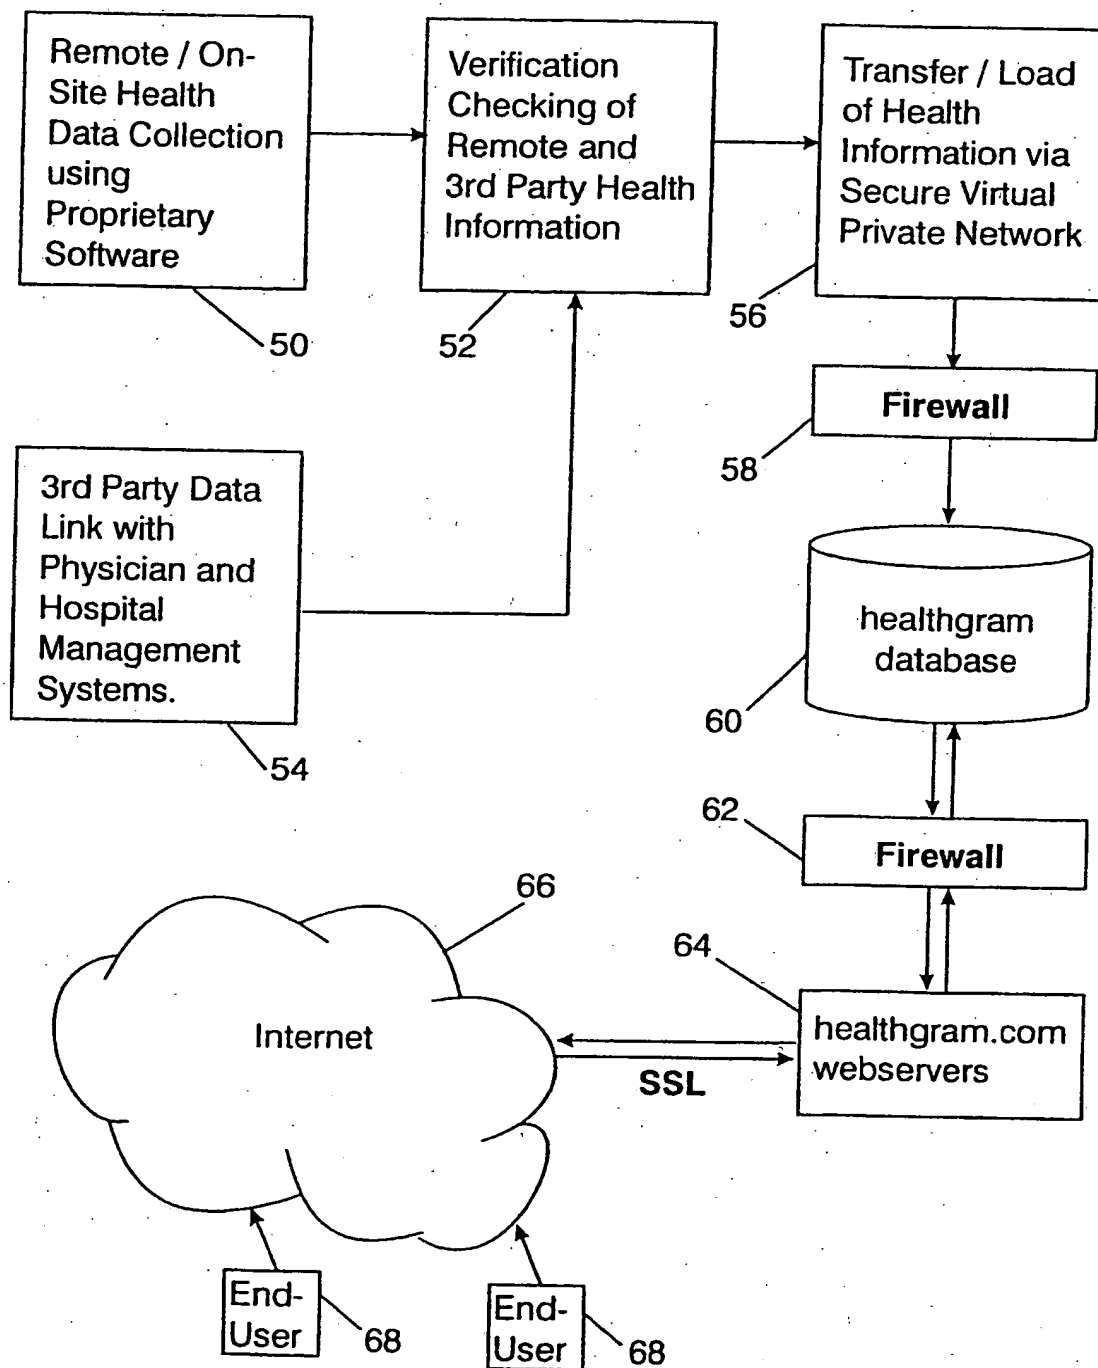 Remote / On-
Site Health
Data Collection
using
Proprietary
Software
50
Verification
Checking of
Remote and
3rd Party Health
Information
52
Transfer / Load
of Health
Information via
Secure Virtual
Private Network
56
Firewall
58
3rd Party Data
Link with
Physician and
Hospital
Management
Systems.
54
healthgram
database
60
62
Firewall
66
64
Internet
healthgram.com
webservers
SSL
End-
User
68
End-
User
68